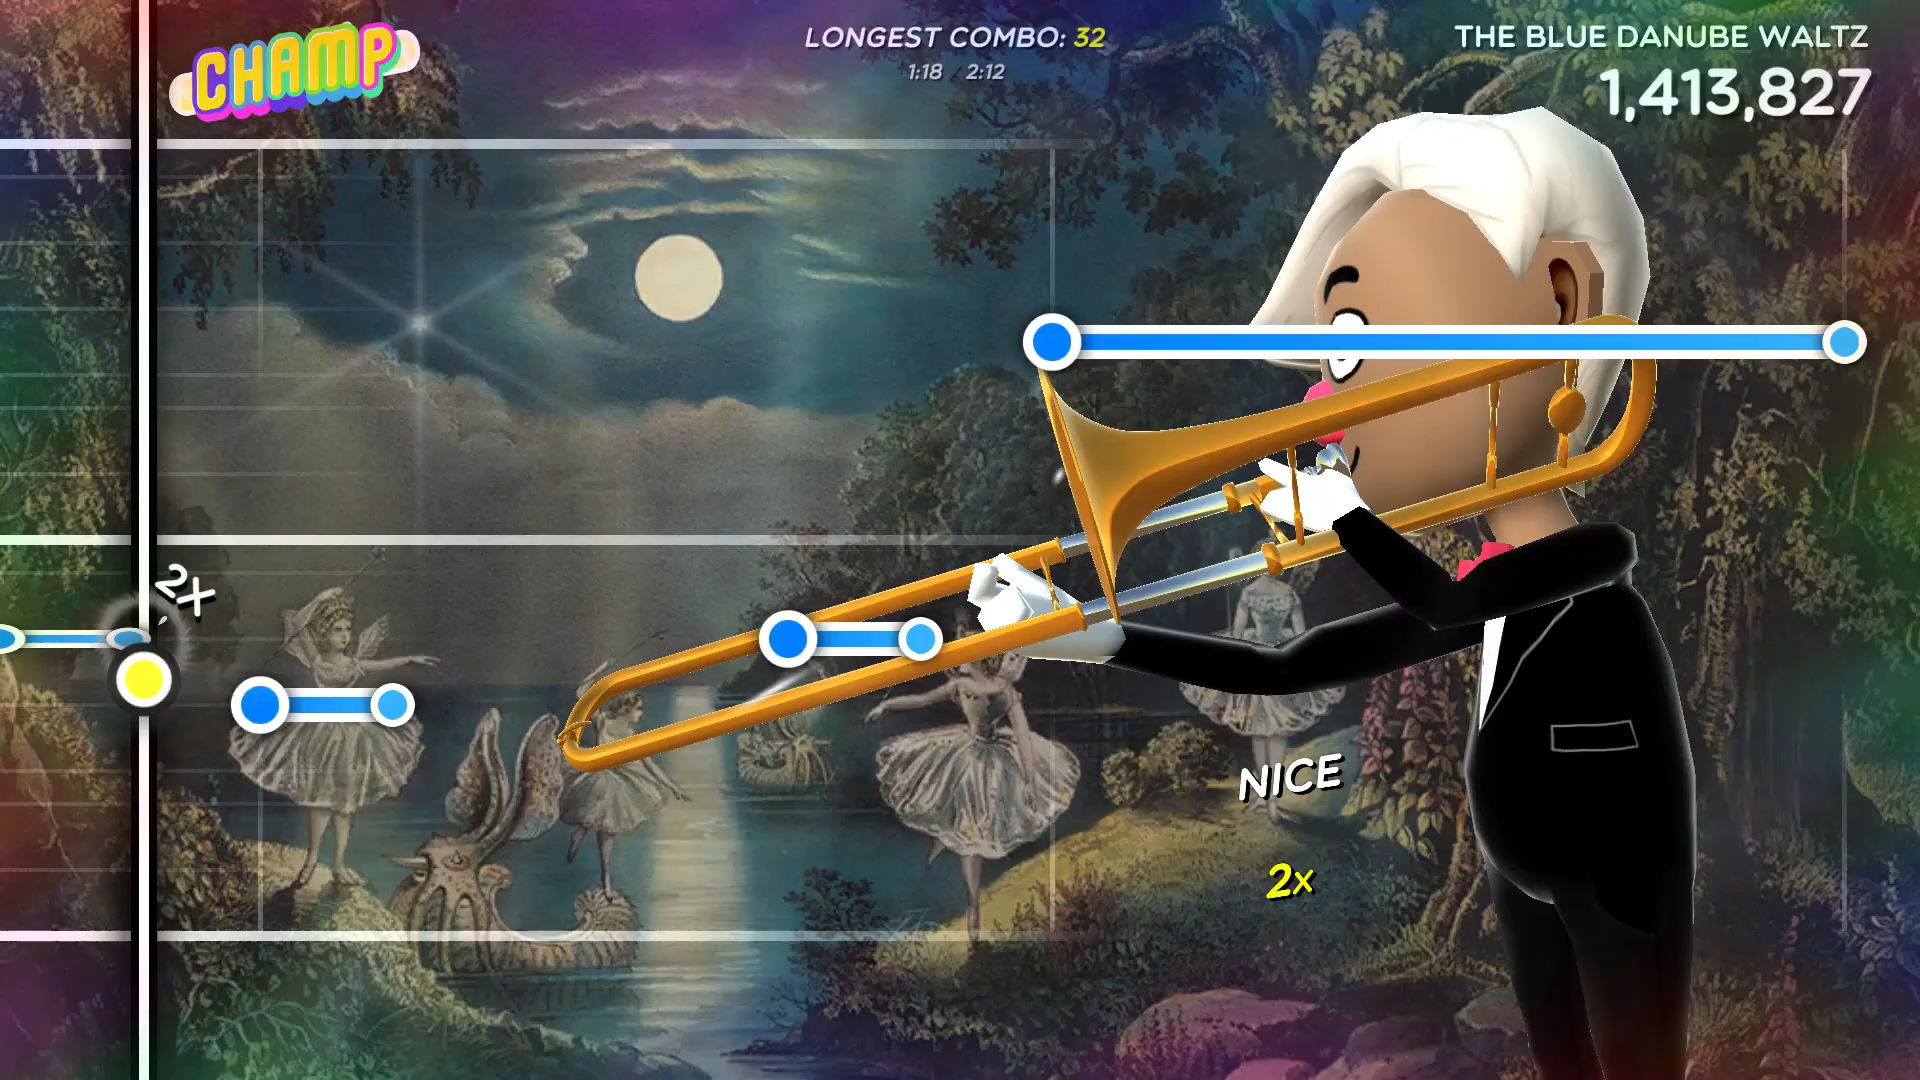 CHAMP
LONGEST COMBO: 32
1:18 / 2:12
THE BLUE DANUBE WALTZ
1,413,827
2x
NICE
2x